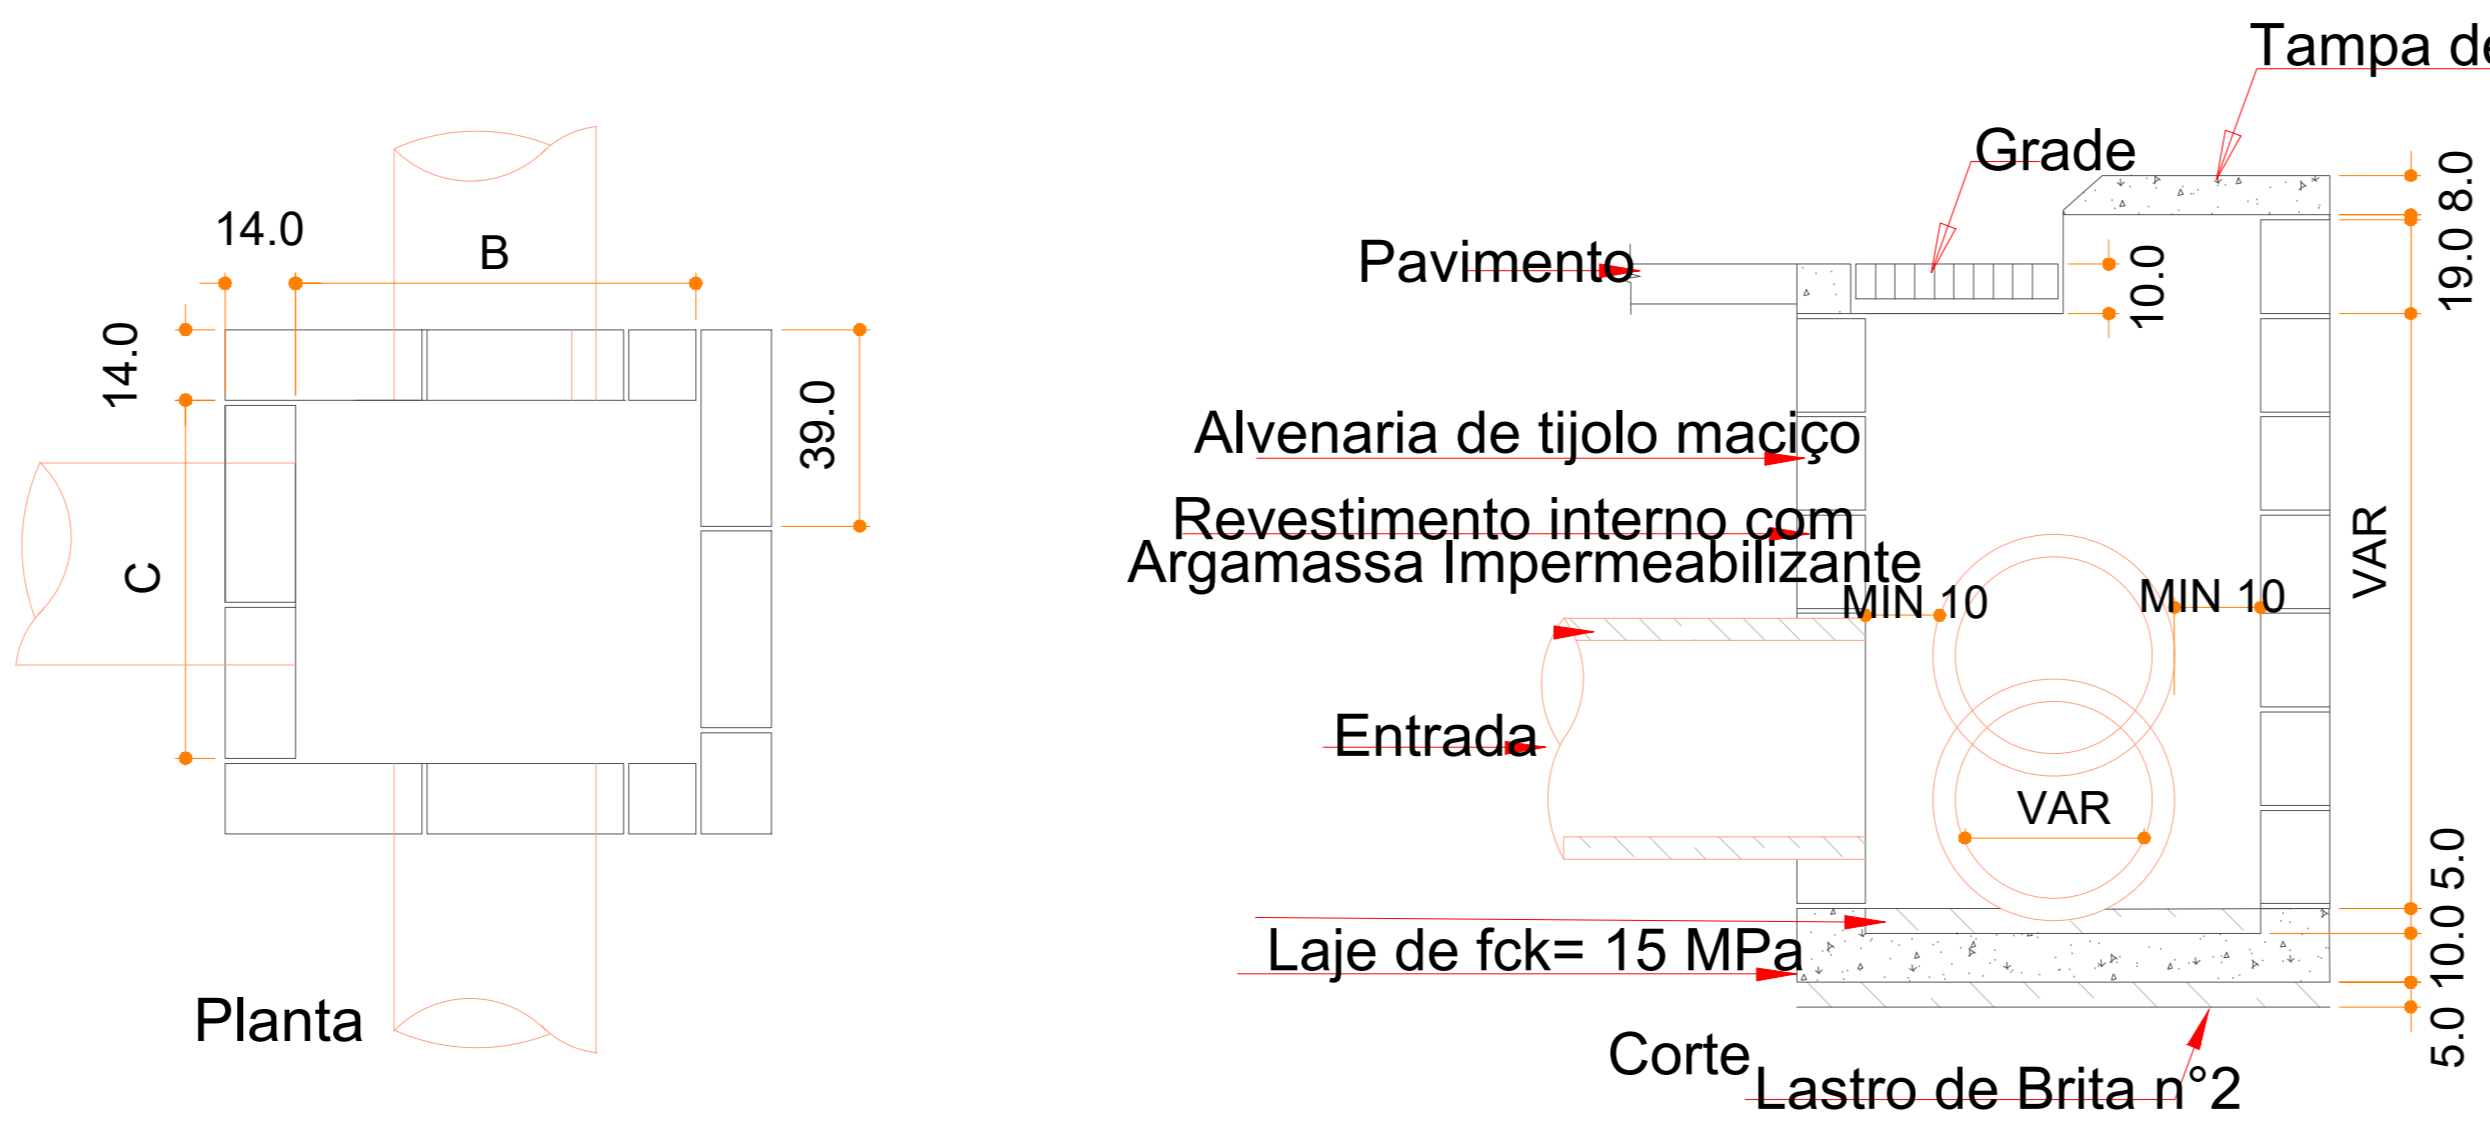 14.0
B
14.0
39.0
C
Planta
Tampa de
Grade
Pavimento
Alvenaria de tijolo maciço
Revestimento interno com
Argamassa Impermeabilizante
MIN 10
MIN 10
Entrada
VAR
Laje de fck= 15 MPa
Corte
Lastro de Brita n°2
8.0
19.0
10.0
VAR
5.0
10.0
5.0